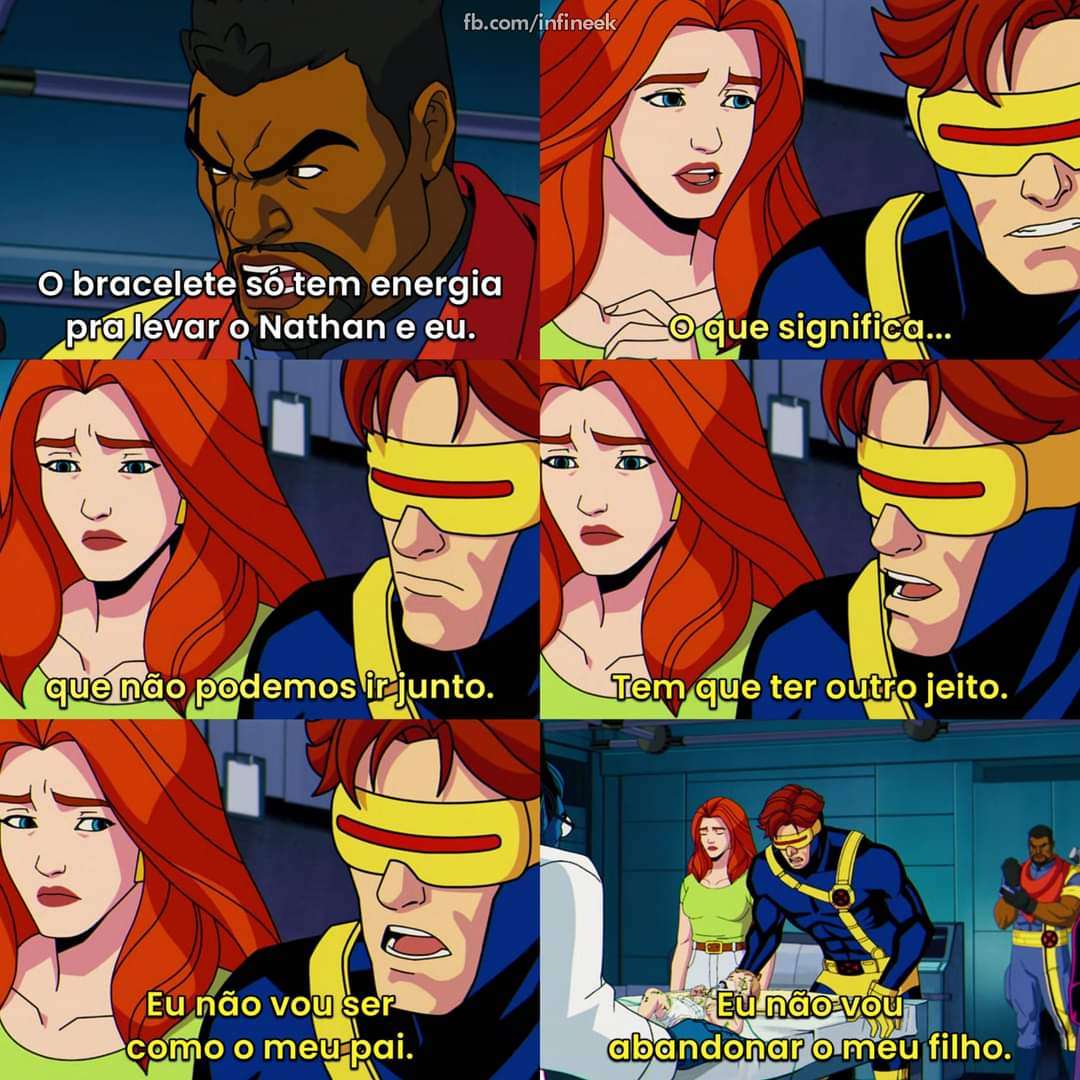 fb.com/infineek
O bracelete só tem energia
pra levar o Nathan e eu.
O que significa...
que não podemos ir junto.
Tem que ter outro jeito.
Eu não vou ser
como o meu pai.
Eu não vou
abandonar o meu filho.